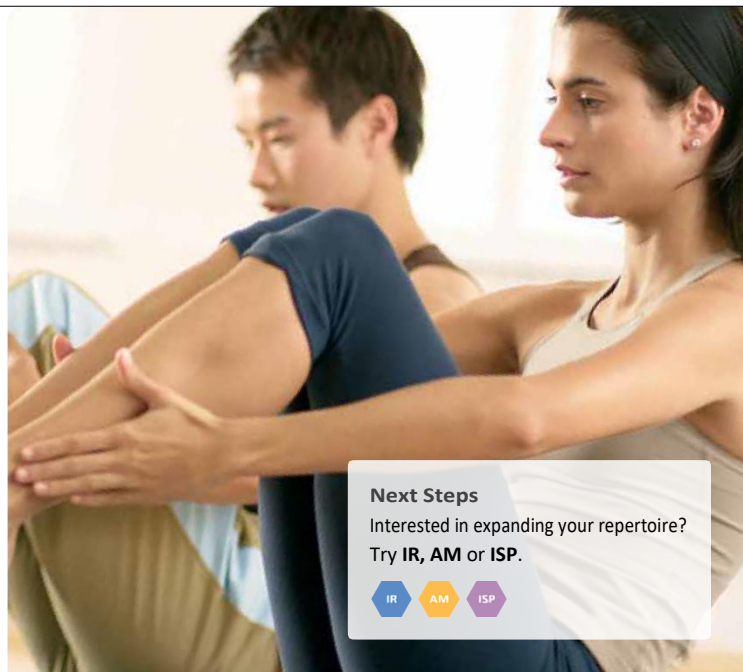 Next Steps
Interested in expanding your repertoire?
Try IR, AM or ISP.
IR AM ISP